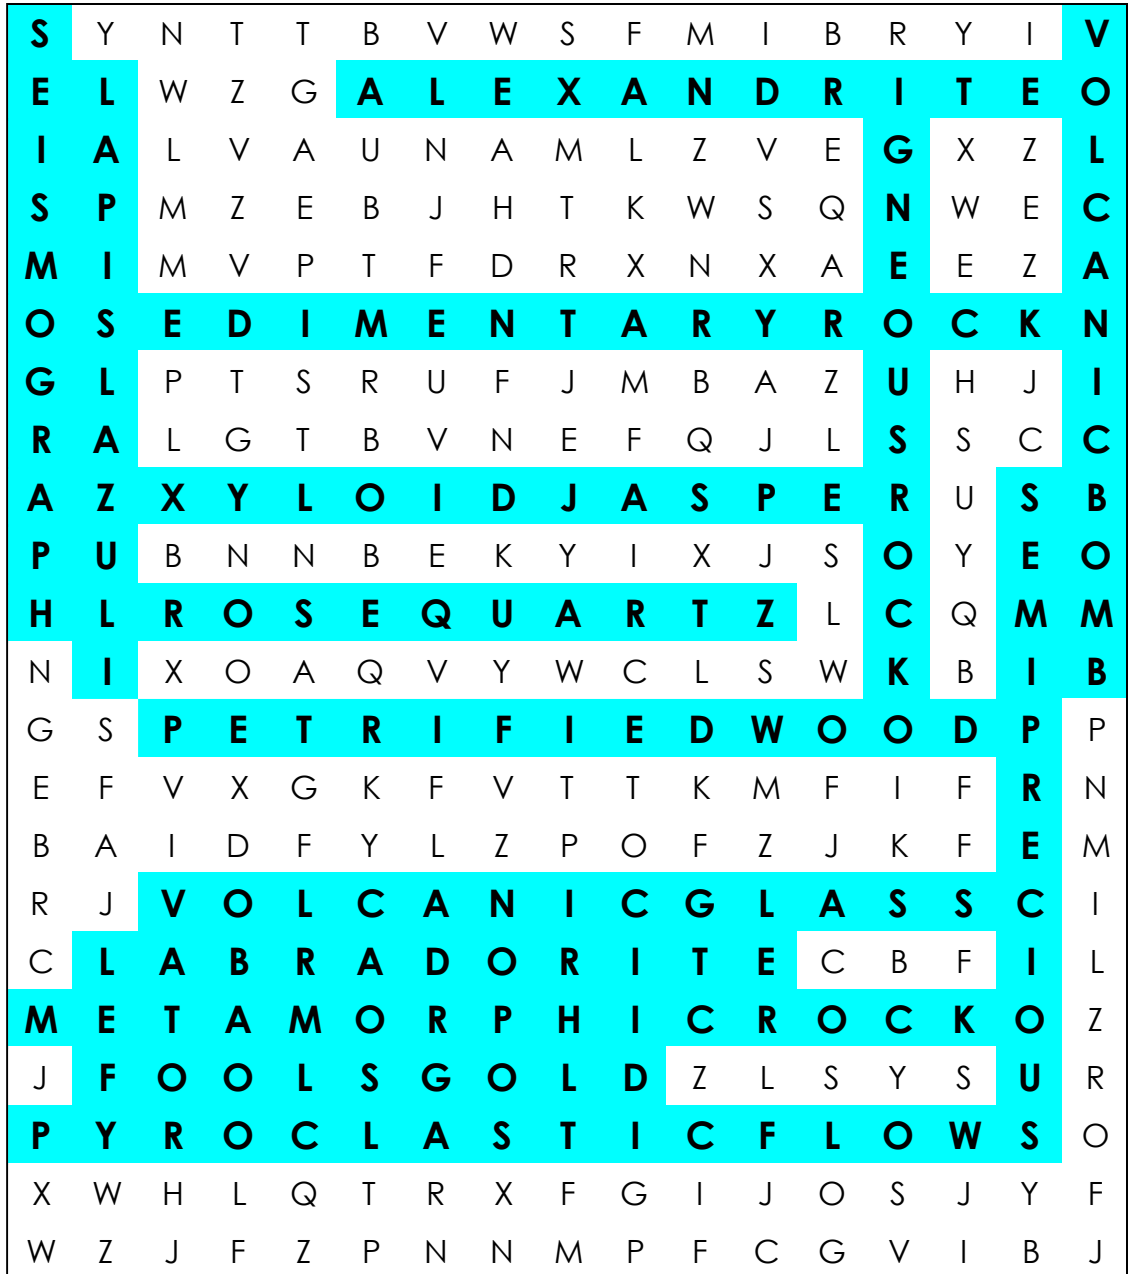 S Y N T T B V W S F M I B R Y I V
E L W Z G A L E X A N D R I T E O
I A L V A U N A M L Z V E G X Z L
S P M Z E B J H T K W S Q N W E C
M I M V P T F D R X N X A E E Z A
O S E D I M E N T A R Y R O C K N
G L P T S R U F J M B A Z U H J I
R A L G T B V N E F Q J L S S C C
A Z X Y L O I D J A S P E R U S B
P U B N N B E K Y I X J S O Y E O
H L R O S E Q U A R T Z L C Q M M
N I X O A Q V Y W C L S W K B I B
G S P E T R I F I E D W O O D P P
E F V X G K F V T T K M F I F R N
B A I D F Y L Z P O F Z J K F E M
R J V O L C A N I C G L A S S C I
C L A B R A D O R I T E C B F I L
M E T A M O R P H I C R O C K O Z
J F O O L S G O L D Z L S Y S U R
P Y R O C L A S T I C F L O W S O
X W H L Q T R X F G I J O S J Y F
W Z J F Z P N N M P F C G V I B J